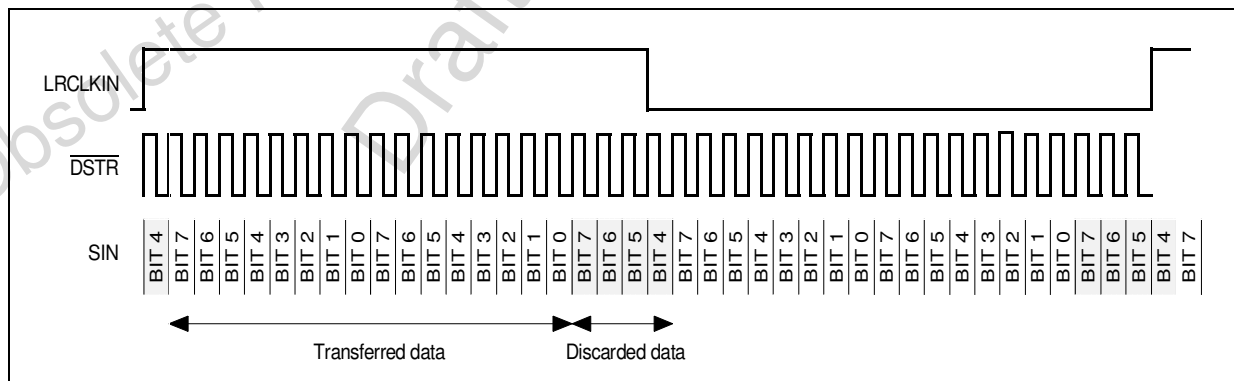 obsolete
Draf
LRCLKIN
DSTR
SIN
BIT 4 BIT 7 BIT 6 BIT 5 BIT 4 BIT 3 BIT 2 BIT 1 BIT 0 BIT 7 BIT 6 BIT 5 BIT 4 BIT 3 BIT 2 BIT 1 BIT 0 BIT 7 BIT 6 BIT 5 BIT 4 BIT 7 BIT 6 BIT 5 BIT 4 BIT 3 BIT 2 BIT 1 BIT 0 BIT 7 BIT 6 BIT 5 BIT 4 BIT 3 BIT 2 BIT 1 BIT 0 BIT 7 BIT 6 BIT 5 BIT 4 BIT 7
Transferred data Discarded data